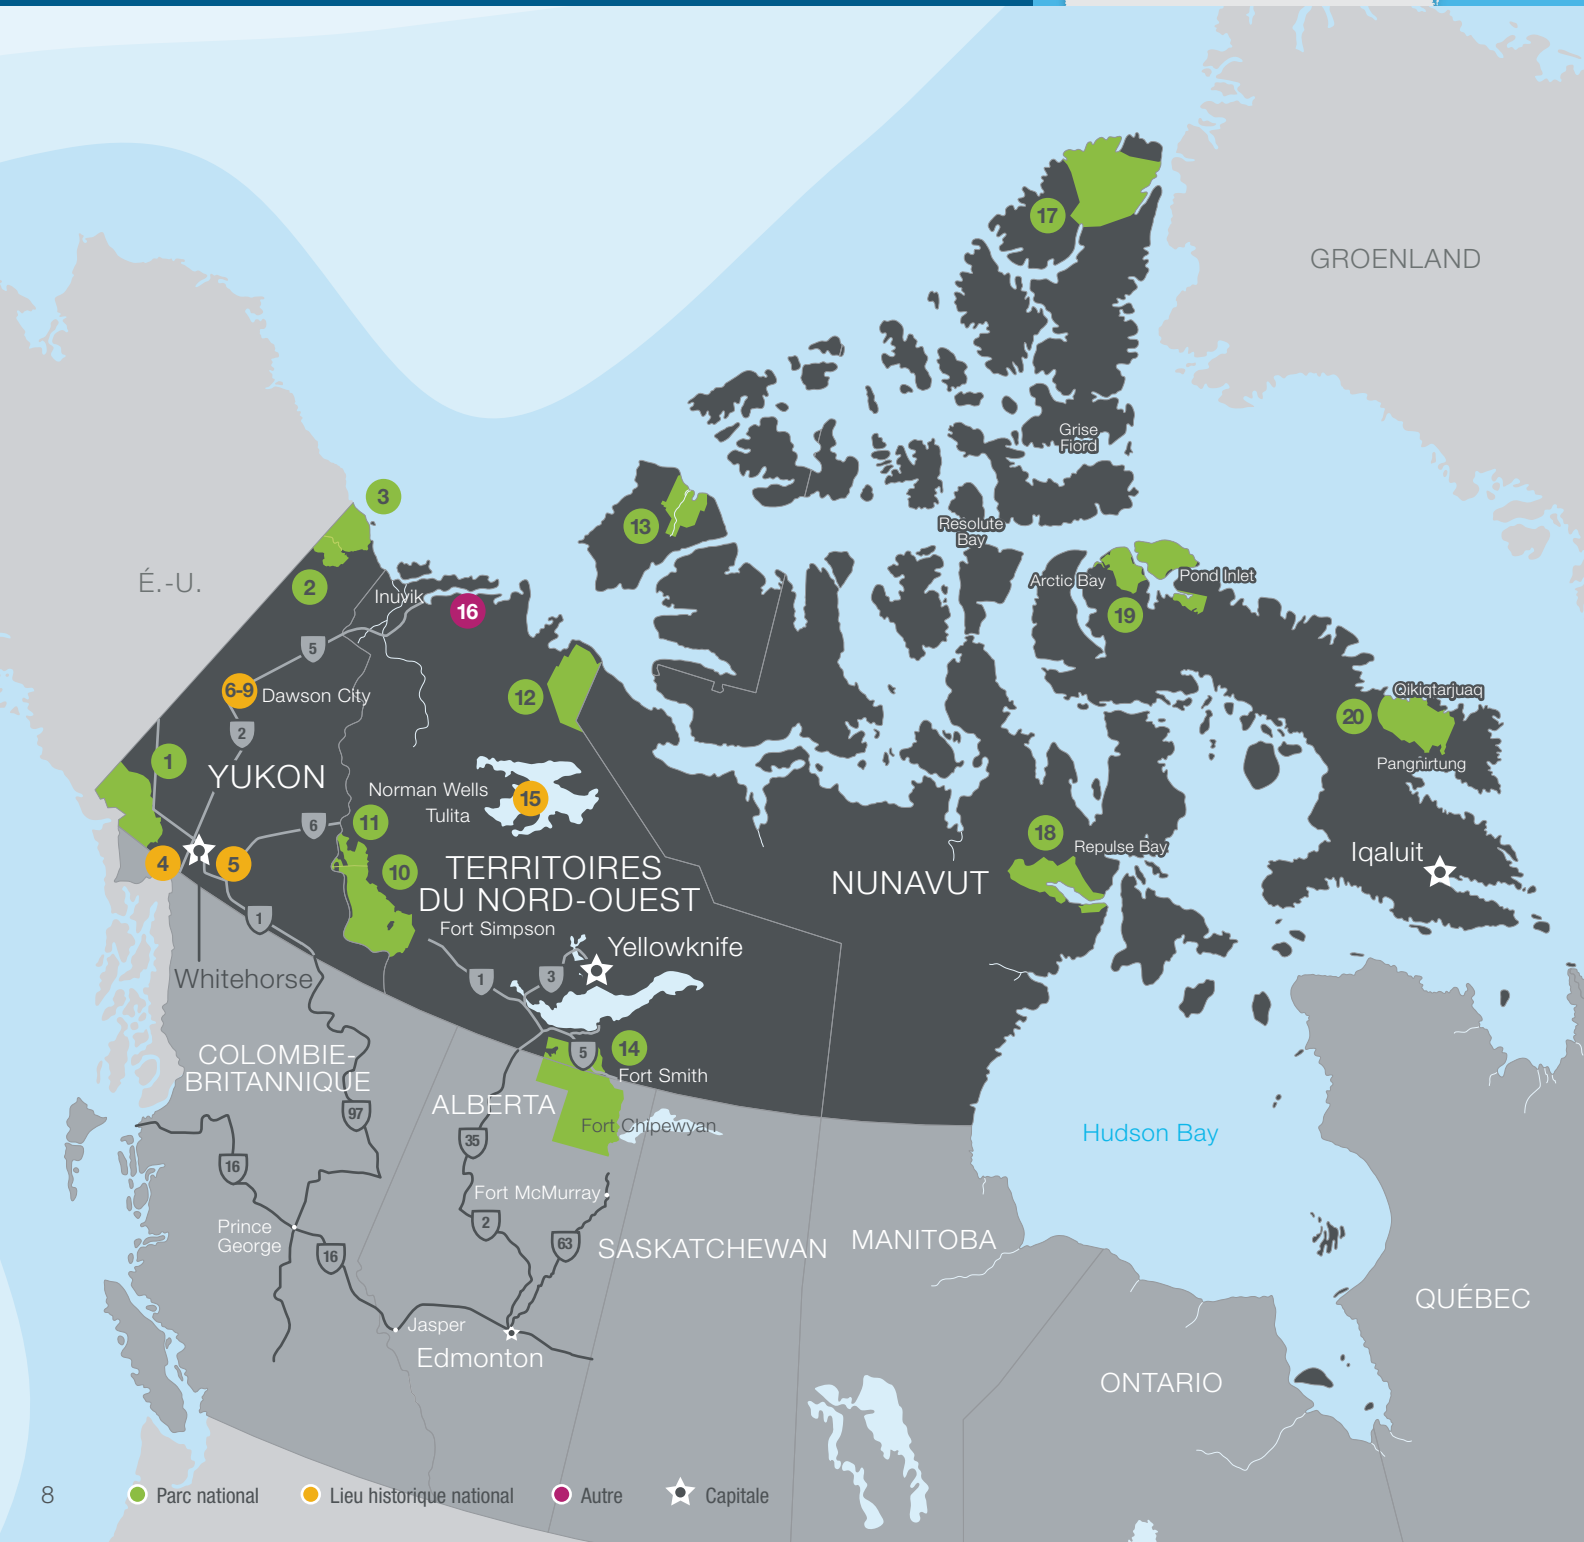 17
GROENLAND
Grise
Fiord
3
13
Resolute
Bay
É.-U.
2
Inuvik
16
Arctic Bay
Pond Inlet
19
5
6-9
Dawson City
12
Qikiqtarjuaq
20
2
1
YUKON
Pangnirtung
Norman Wells
15
Tulita
11
6
18
Repulse Bay
Iqaluit
4
5
10
TERRITOIRES
DU NORD-OUEST
NUNAVUT
Fort Simpson
1
Yellowknife
Whitehorse
1
3
14
5
Fort Smith
COLOMBIE-
BRITANNIQUE
ALBERTA
97
Fort Chipewyan
Hudson Bay
35
16
Fort McMurray
Prince
George
2
63
16
SASKATCHEWAN
MANITOBA
QUÉBEC
Jasper
Edmonton
ONTARIO
8
Parc national
Lieu historique national
Autre
Capitale